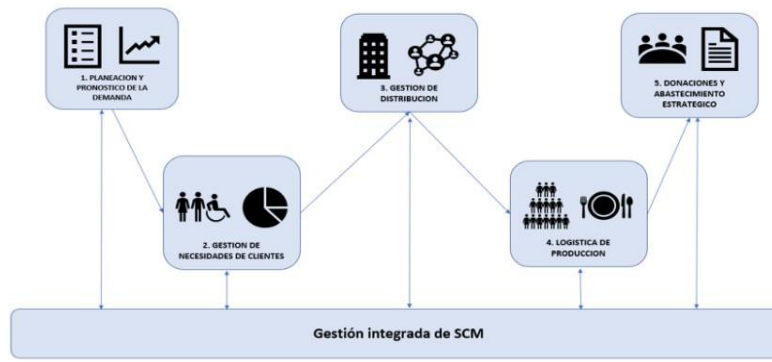 1. PLANEACION Y
PRONOSTICO DE LA
DEMANDA
2. GESTION DE
NECESIDADES DE CLIENTES
3. GESTION DE
DISTRIBUCION
4. LOGISTICA DE
PRODUCCION
5. DONACIONES Y
ABASTECIMIENTO
ESTRATEGICO
Gestión integrada de SCM